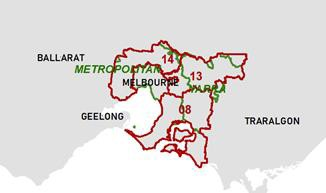 14
BALLARAT
METROPOLITAN
13
MELBOURNE
YARRA
08
GEELONG
TRARALGON